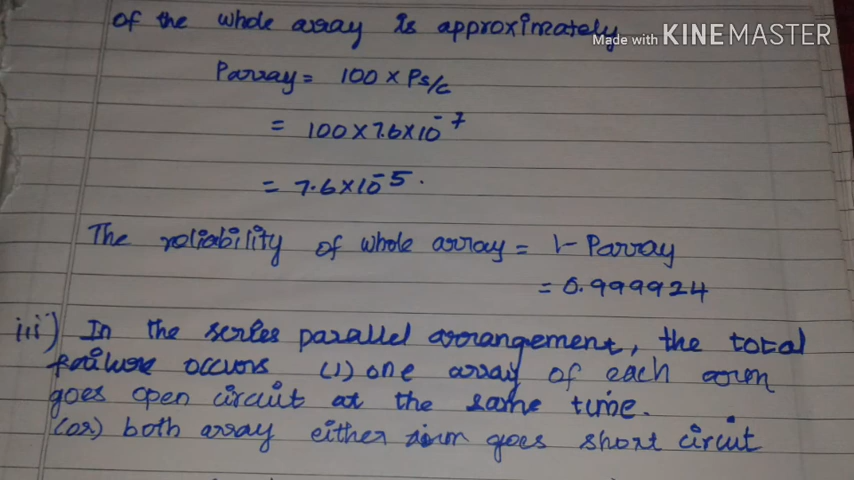 of the whole array is approximately
Made with KINEMASTER
Parray = 100 × Ps/c
= 100 × 7.6 × 10⁻⁷
= 7.6 × 10⁻⁵.
The reliability of whole array = 1 - Parray
= 0.999924
iii) In the series parallel arrangement, the total
failure occurs (1) one array of each arm
goes open circuit at the same time.
(or) both array either arm goes short circuit